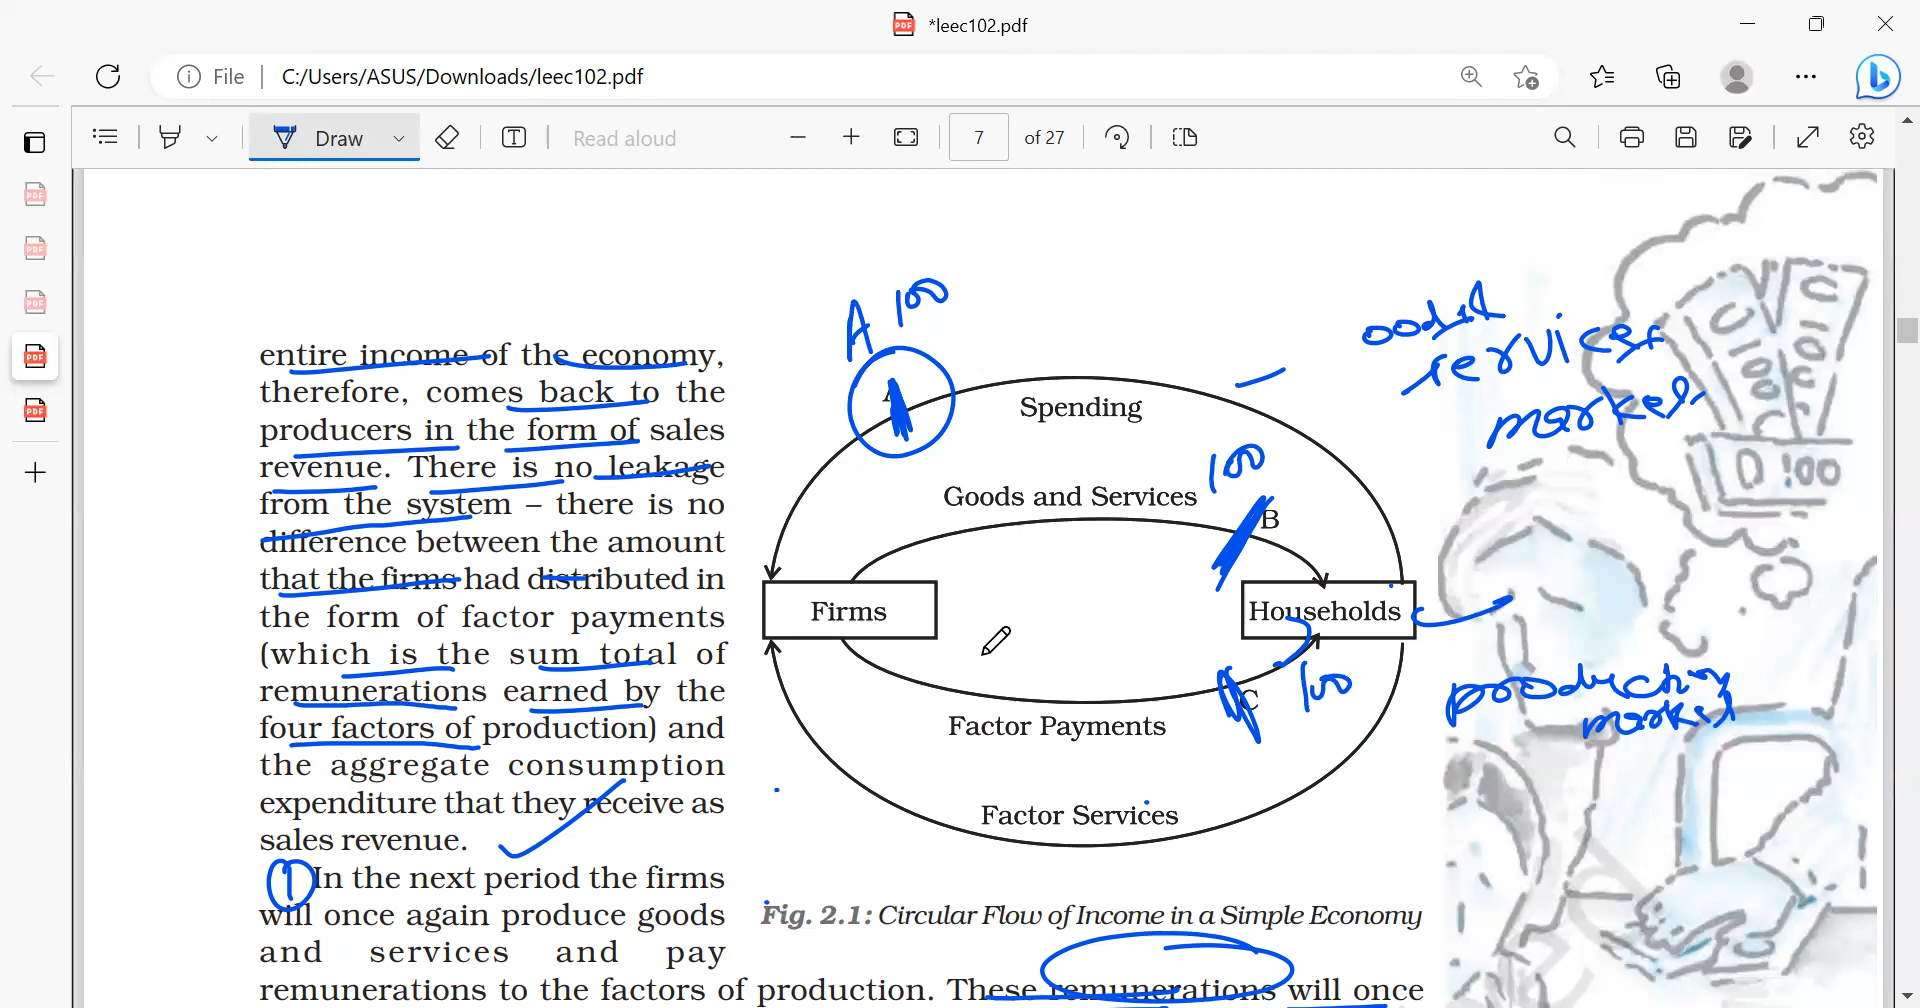 *leec102.pdf
File
C:/Users/ASUS/Downloads/leec102.pdf
Draw
Read aloud
7
of 27
entire income of the economy,
therefore, comes back to the
producers in the form of sales
revenue. There is no leakage
from the system – there is no
difference between the amount
that the firms had distributed in
the form of factor payments
(which is the sum total of
remunerations earned by the
four factors of production) and
the aggregate consumption
expenditure that they receive as
sales revenue.
1
In the next period the firms
will once again produce goods
and services and pay
remunerations to the factors of production. These remunerations will once
A 100
Spending
Goods and Services
100
B
Firms
Households
100
C
Factor Payments
Factor Services
Fig. 2.1: Circular Flow of Income in a Simple Economy
services
market
production
market
100